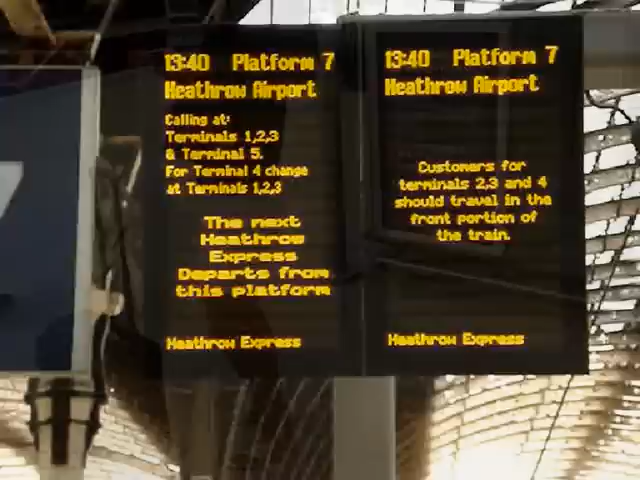 13:40 Platform 7
Heathrow Airport
Calling at:
Terminals 1,2,3
& Terminal 5.
For Terminal 4 change
at Terminals 1,2,3
The next
Heathrow
Express
Departs from
this platform
Heathrow Express
13:40 Platform 7
Heathrow Airport
Customers for
terminals 2,3 and 4
should travel in the
front portion of
the train.
Heathrow Express